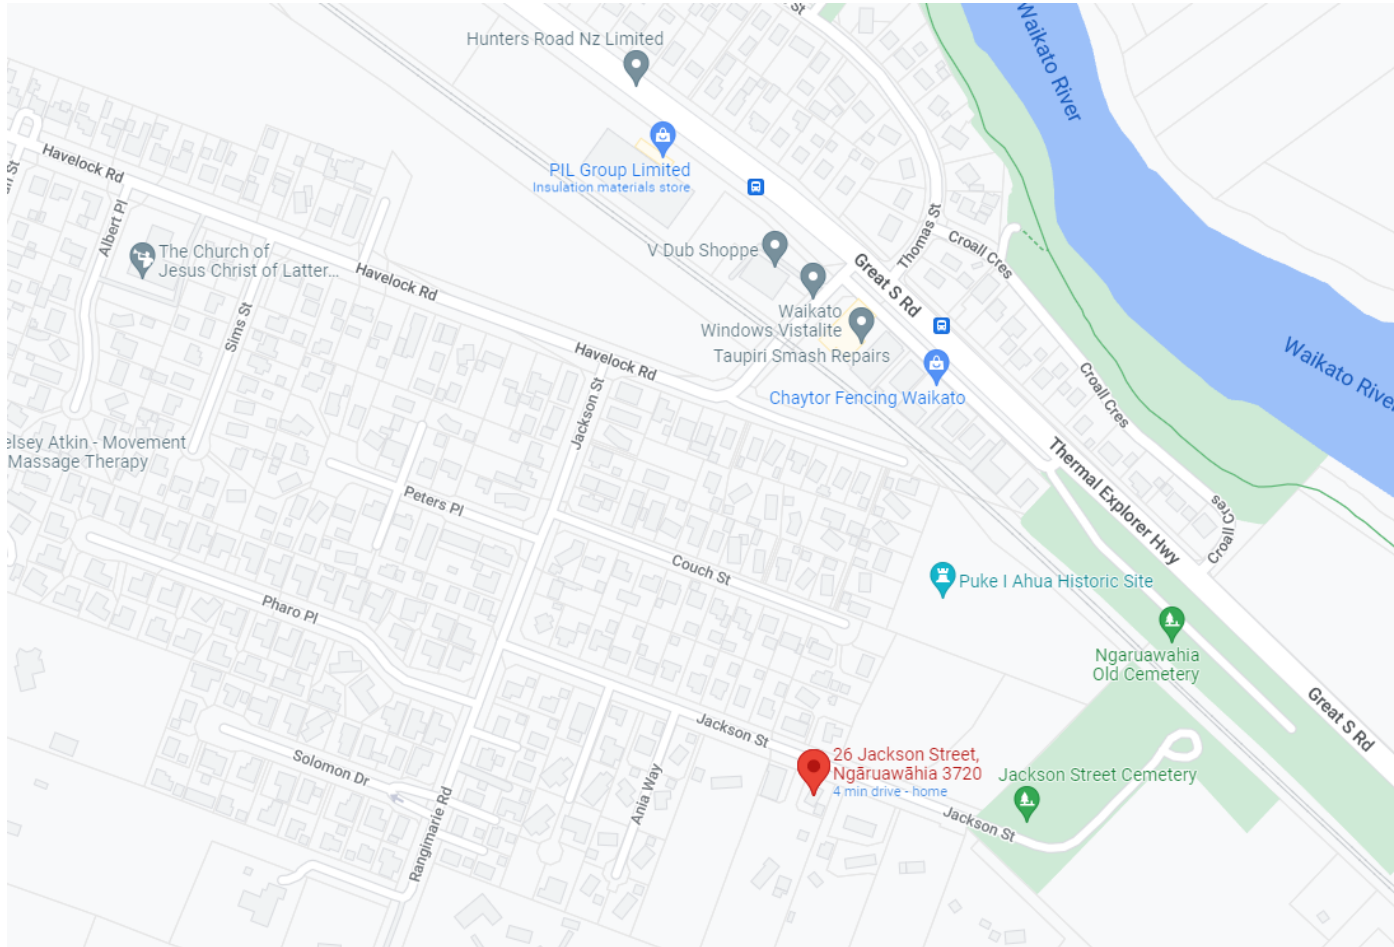 St
Waikato River
Hunters Road Nz Limited
PIL Group Limited
Insulation materials store
Havelock Rd
St
Albert Pl
The Church of
Jesus Christ of Latter...
Sims St
Havelock Rd
V Dub Shoppe
Thomas St
Croall Cres
Great S Rd
Waikato
Windows Vistalite
Taupiri Smash Repairs
Chaytor Fencing Waikato
Waikato River
Croall Cres
Havelock Rd
Jackson St
elsey Atkin - Movement
Massage Therapy
Peters Pl
Thermal Explorer Hwy
Cres
Croall
Couch St
Puke I Ahua Historic Site
Pharo Pl
Ngaruawahia
Old Cemetery
Great S Rd
Jackson St
Solomon Dr
Ania Way
Rangimarie Rd
26 Jackson Street,
Ngāruawāhia 3720
4 min drive - home
Jackson Street Cemetery
Jackson St